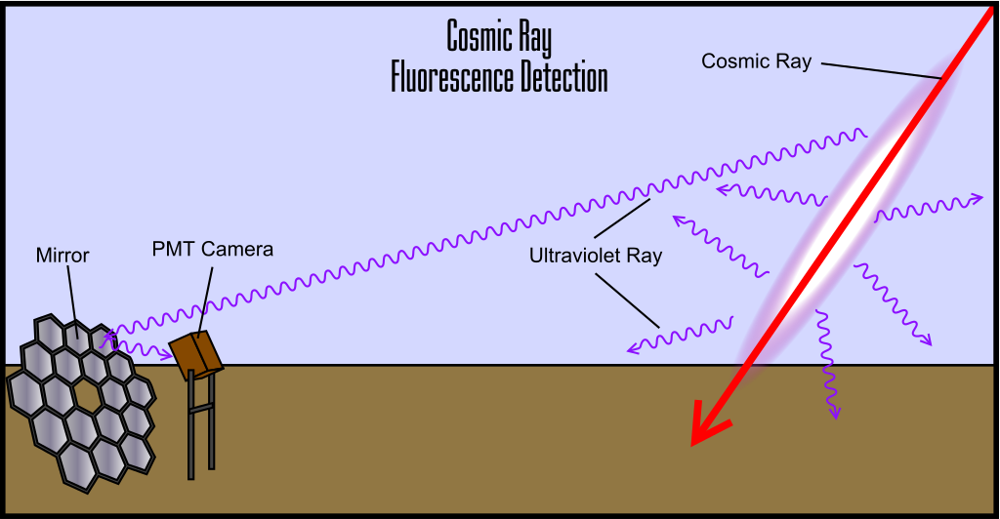 Cosmic Ray
Fluorescence Detection
Cosmic Ray
PMT Camera
Mirror
Ultraviolet Ray